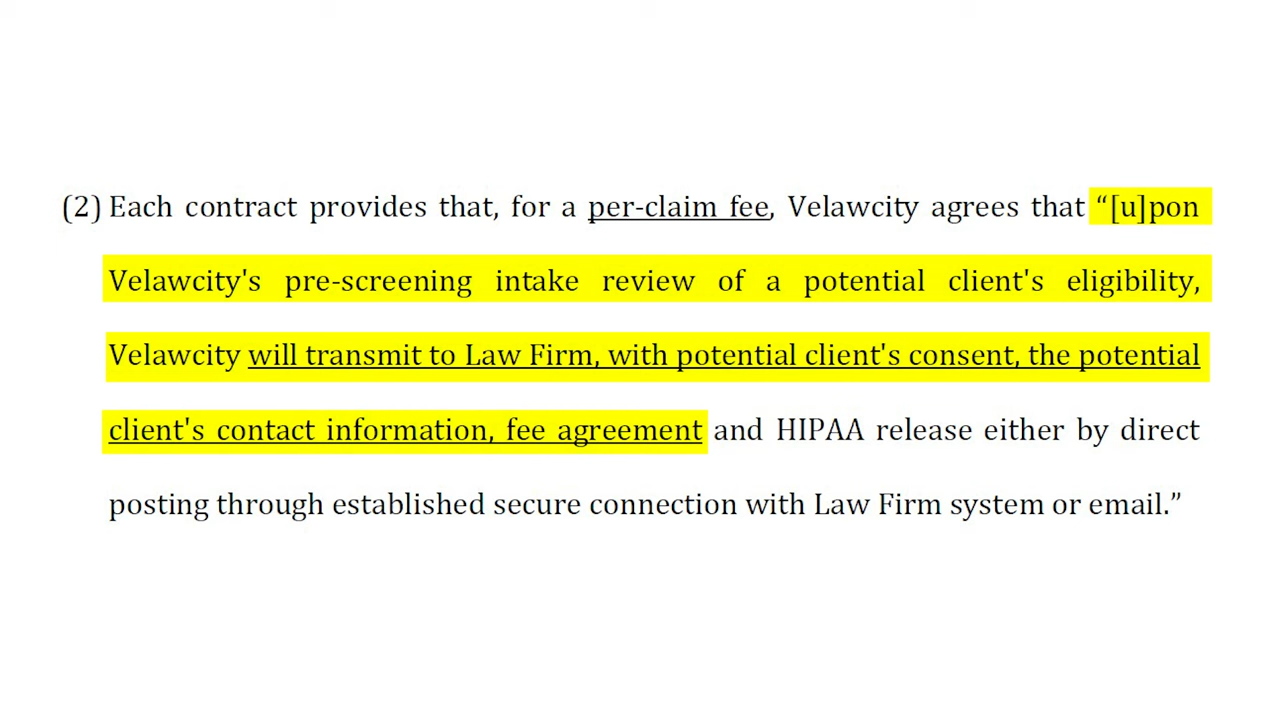 (2) Each contract provides that, for a per-claim fee, Velawcity agrees that “[u]pon
Velawcity's pre-screening intake review of a potential client's eligibility,
Velawcity will transmit to Law Firm, with potential client's consent, the potential
client's contact information, fee agreement and HIPAA release either by direct
posting through established secure connection with Law Firm system or email.”